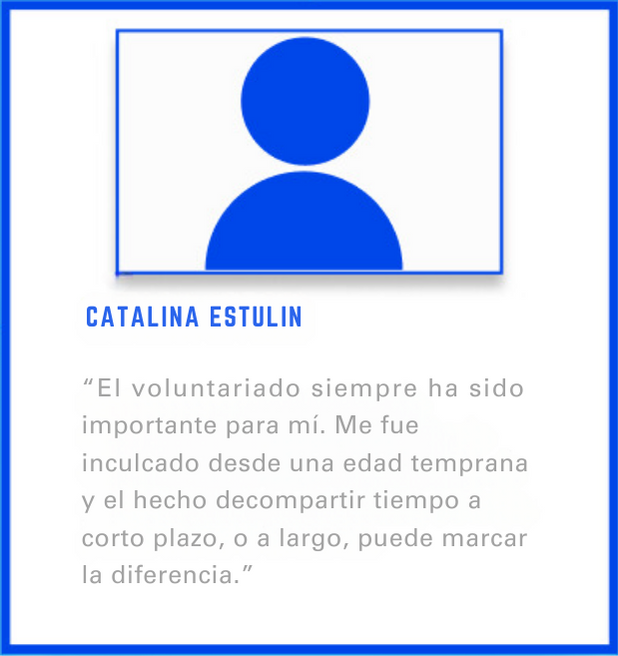 CATALINA ESTULIN
“El voluntariado siempre ha sido
importante para mí. Me fue
inculcado desde una edad temprana
y el hecho decompartir tiempo a
corto plazo, o a largo, puede marcar
la diferencia.”